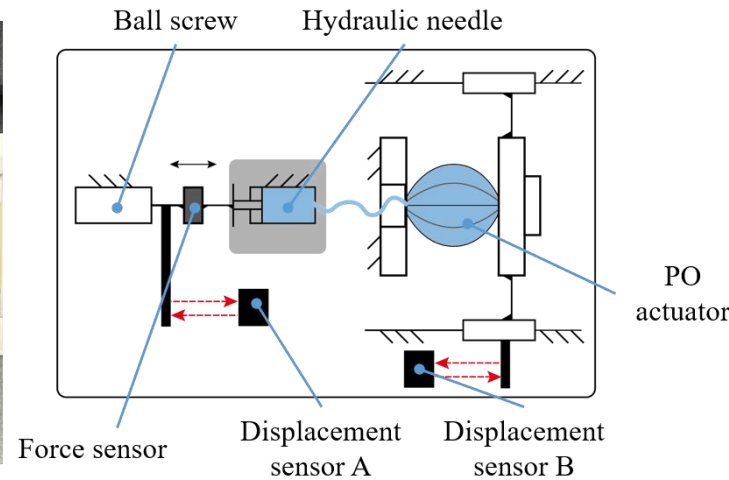 Ball screw
Hydraulic needle
PO
actuator
Force sensor
Displacement
sensor A
Displacement
sensor B